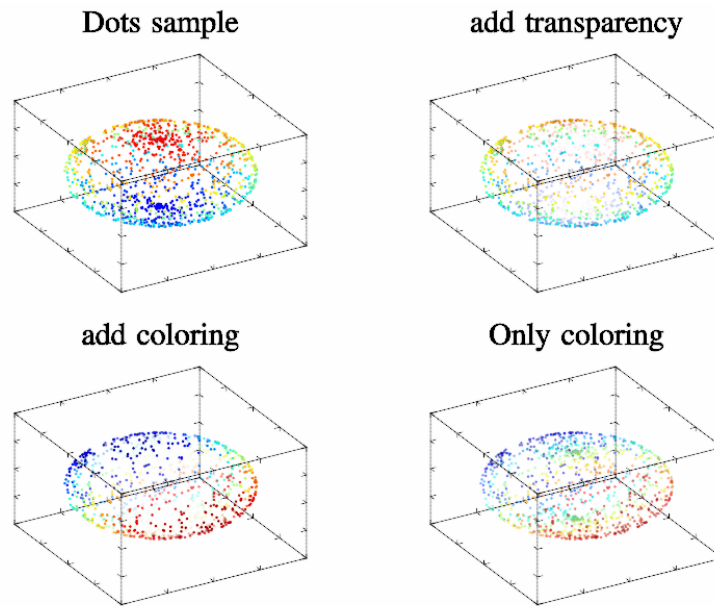 Dots sample
add transparency
add coloring
Only coloring